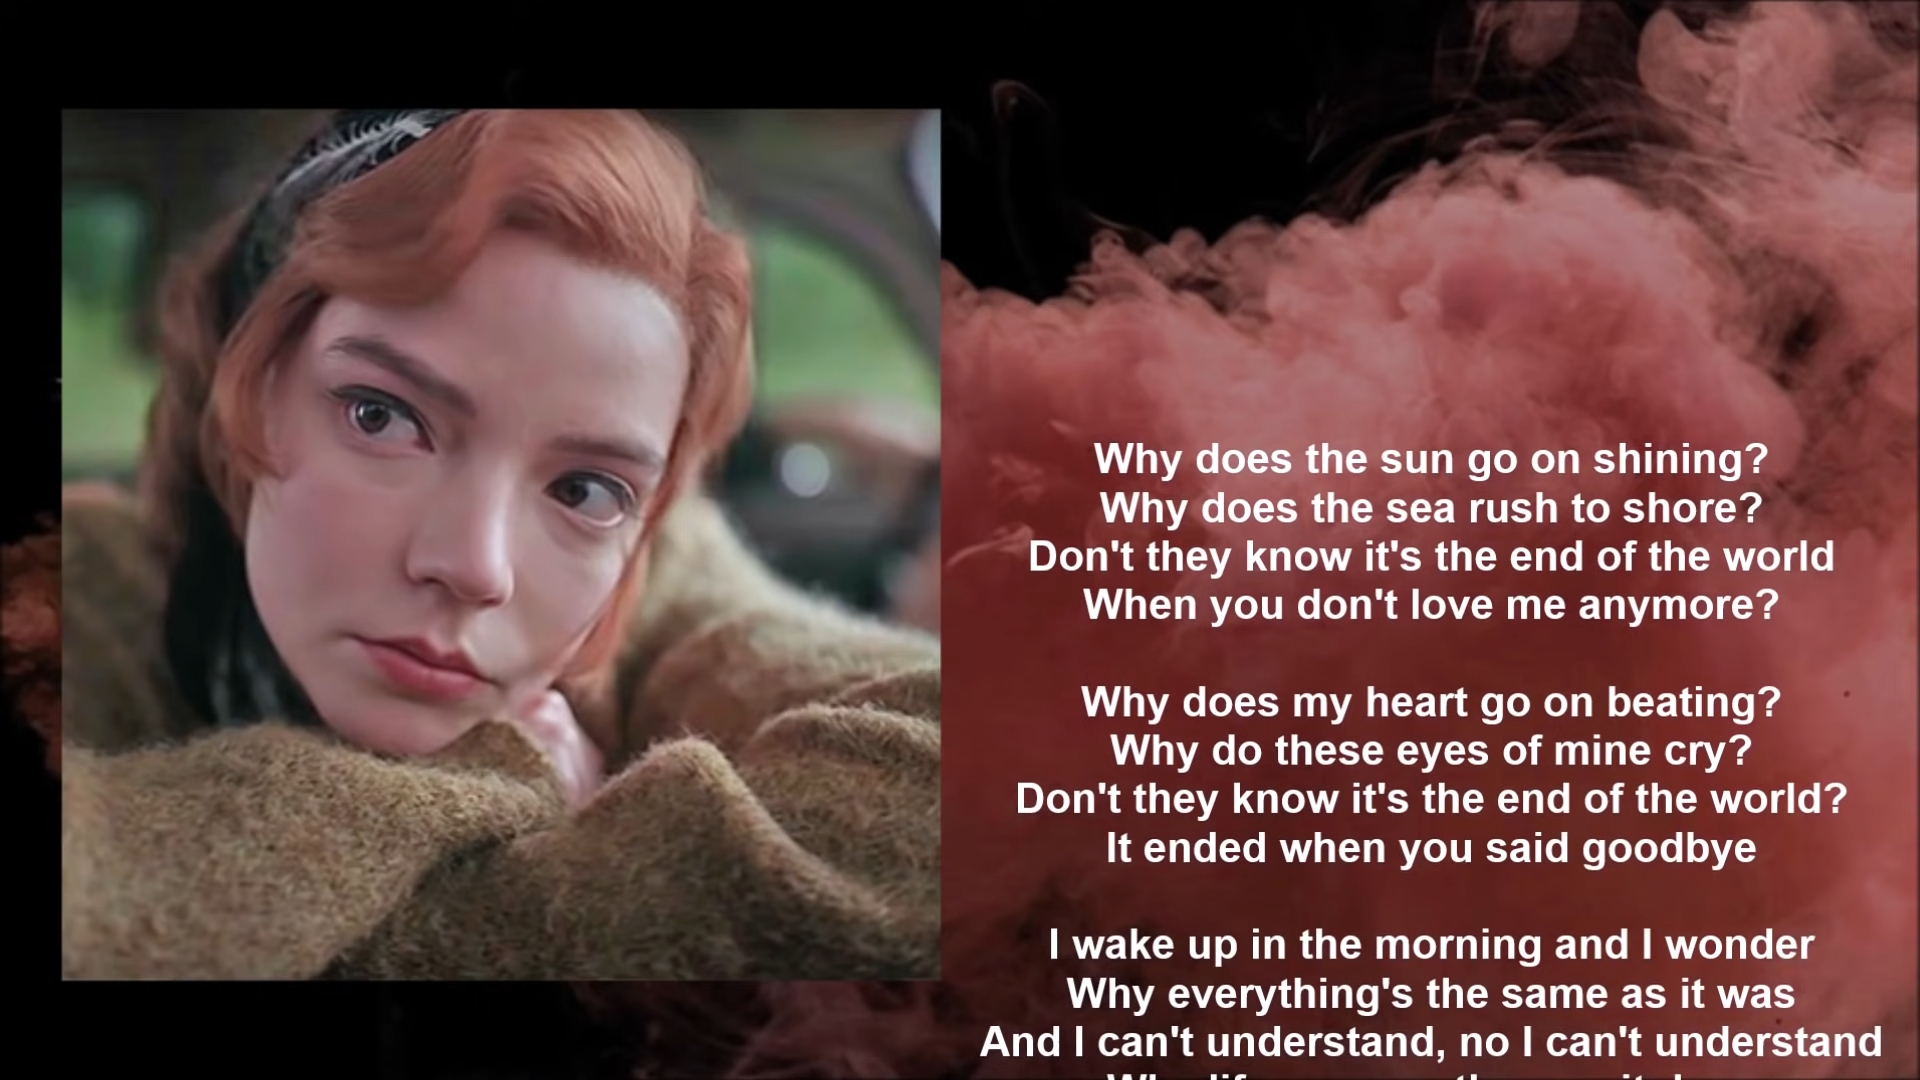 Why does the sun go on shining?
Why does the sea rush to shore?
Don't they know it's the end of the world
When you don't love me anymore?
Why does my heart go on beating?
Why do these eyes of mine cry?
Don't they know it's the end of the world?
It ended when you said goodbye
I wake up in the morning and I wonder
Why everything's the same as it was
And I can't understand, no I can't understand